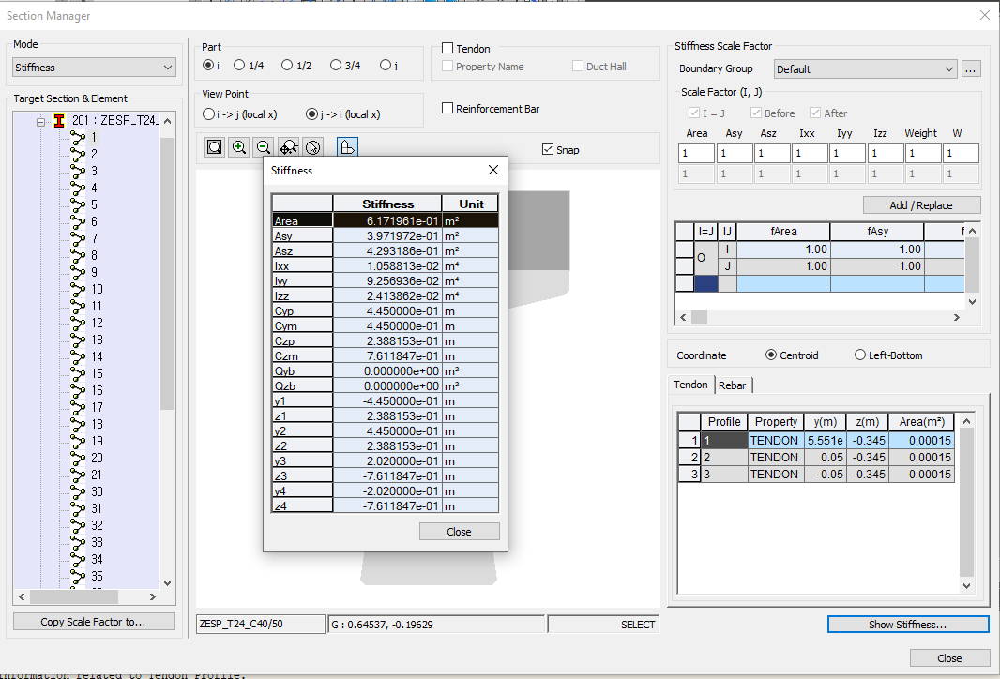 Section Manager
Mode
Stiffness
Target Section & Element
201 : ZESP_T24_
1
2
3
4
5
6
7
8
9
10
11
12
13
14
15
16
17
18
19
20
21
30
31
32
33
34
35
Copy Scale Factor to...
Part
i 1/4 1/2 3/4 j
View Point
i -> j (local x) j -> i (local x)
Tendon
Property Name Duct Hall
Reinforcement Bar
Snap
Stiffness
Stiffness Unit
Area 6.171961e-01 m²
Asy 3.971972e-01 m²
Asz 4.293186e-01 m²
Ixx 1.058813e-02 m⁴
Iyy 9.256936e-02 m⁴
Izz 2.413862e-02 m⁴
Cyp 4.450000e-01 m
Cym 4.450000e-01 m
Czp 2.388153e-01 m
Czm 7.611847e-01 m
Qyb 0.000000e+00 m²
Qzb 0.000000e+00 m²
y1 -4.450000e-01 m
z1 2.388153e-01 m
y2 4.450000e-01 m
z2 2.388153e-01 m
y3 2.020000e-01 m
z3 -7.611847e-01 m
y4 -2.020000e-01 m
z4 -7.611847e-01 m
Close
ZESP_T24_C40/50 G : 0.64537, -0.19629 SELECT
Stiffness Scale Factor
Boundary Group Default ...
Scale Factor (I, J)
I = J Before After
Area Asy Asz Ixx Iyy Izz Weight W
1 1 1 1 1 1 1 1
1 1 1 1 1 1 1 1
Add / Replace
I=J IJ fArea fAsy f
O I 1.00 1.00
J 1.00 1.00
Coordinate Centroid Left-Bottom
Tendon Rebar
Profile Property y(m) z(m) Area(m²)
1 1 TENDON 5.551e -0.345 0.00015
2 2 TENDON 0.05 -0.345 0.00015
3 3 TENDON -0.05 -0.345 0.00015
Show Stiffness...
Close
information related to Tendon Profile.